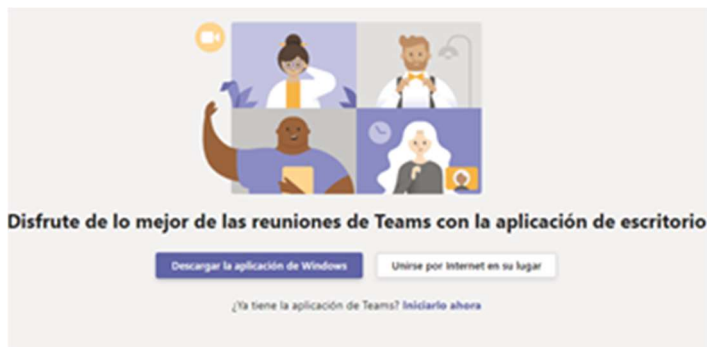 Disfrute de lo mejor de las reuniones de Teams con la aplicación de escritorio
Descargar la aplicación de Windows
Unirse por Internet en su lugar
¿Ya tiene la aplicación de Teams? Iniciarlo ahora